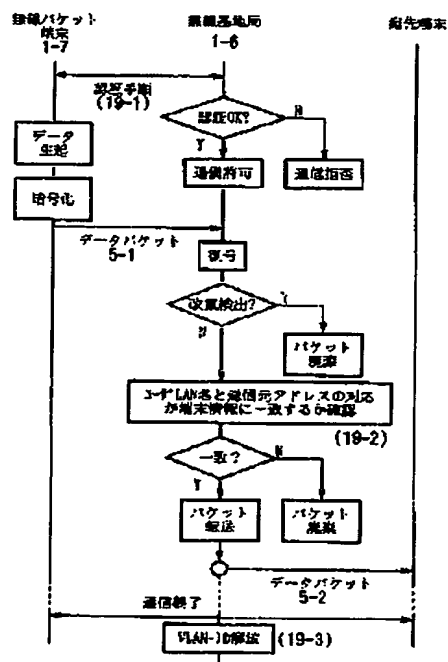 無線パケット
端末
1-7
無線基地局
1-6
宛先端末
認証手順
(19-1)
認証OK?
N
Y
データ
生起
通信許可
通信拒否
暗号化
データパケット
5-1
復号
改竄検出?
Y
N
パケット
廃棄
ユーザLAN名と送信元アドレスの対応
が端末情報に一致するか確認
(19-2)
一致?
N
Y
パケット
転送
パケット
廃棄
データパケット
5-2
通信終了
VLAN-ID解放
(19-3)